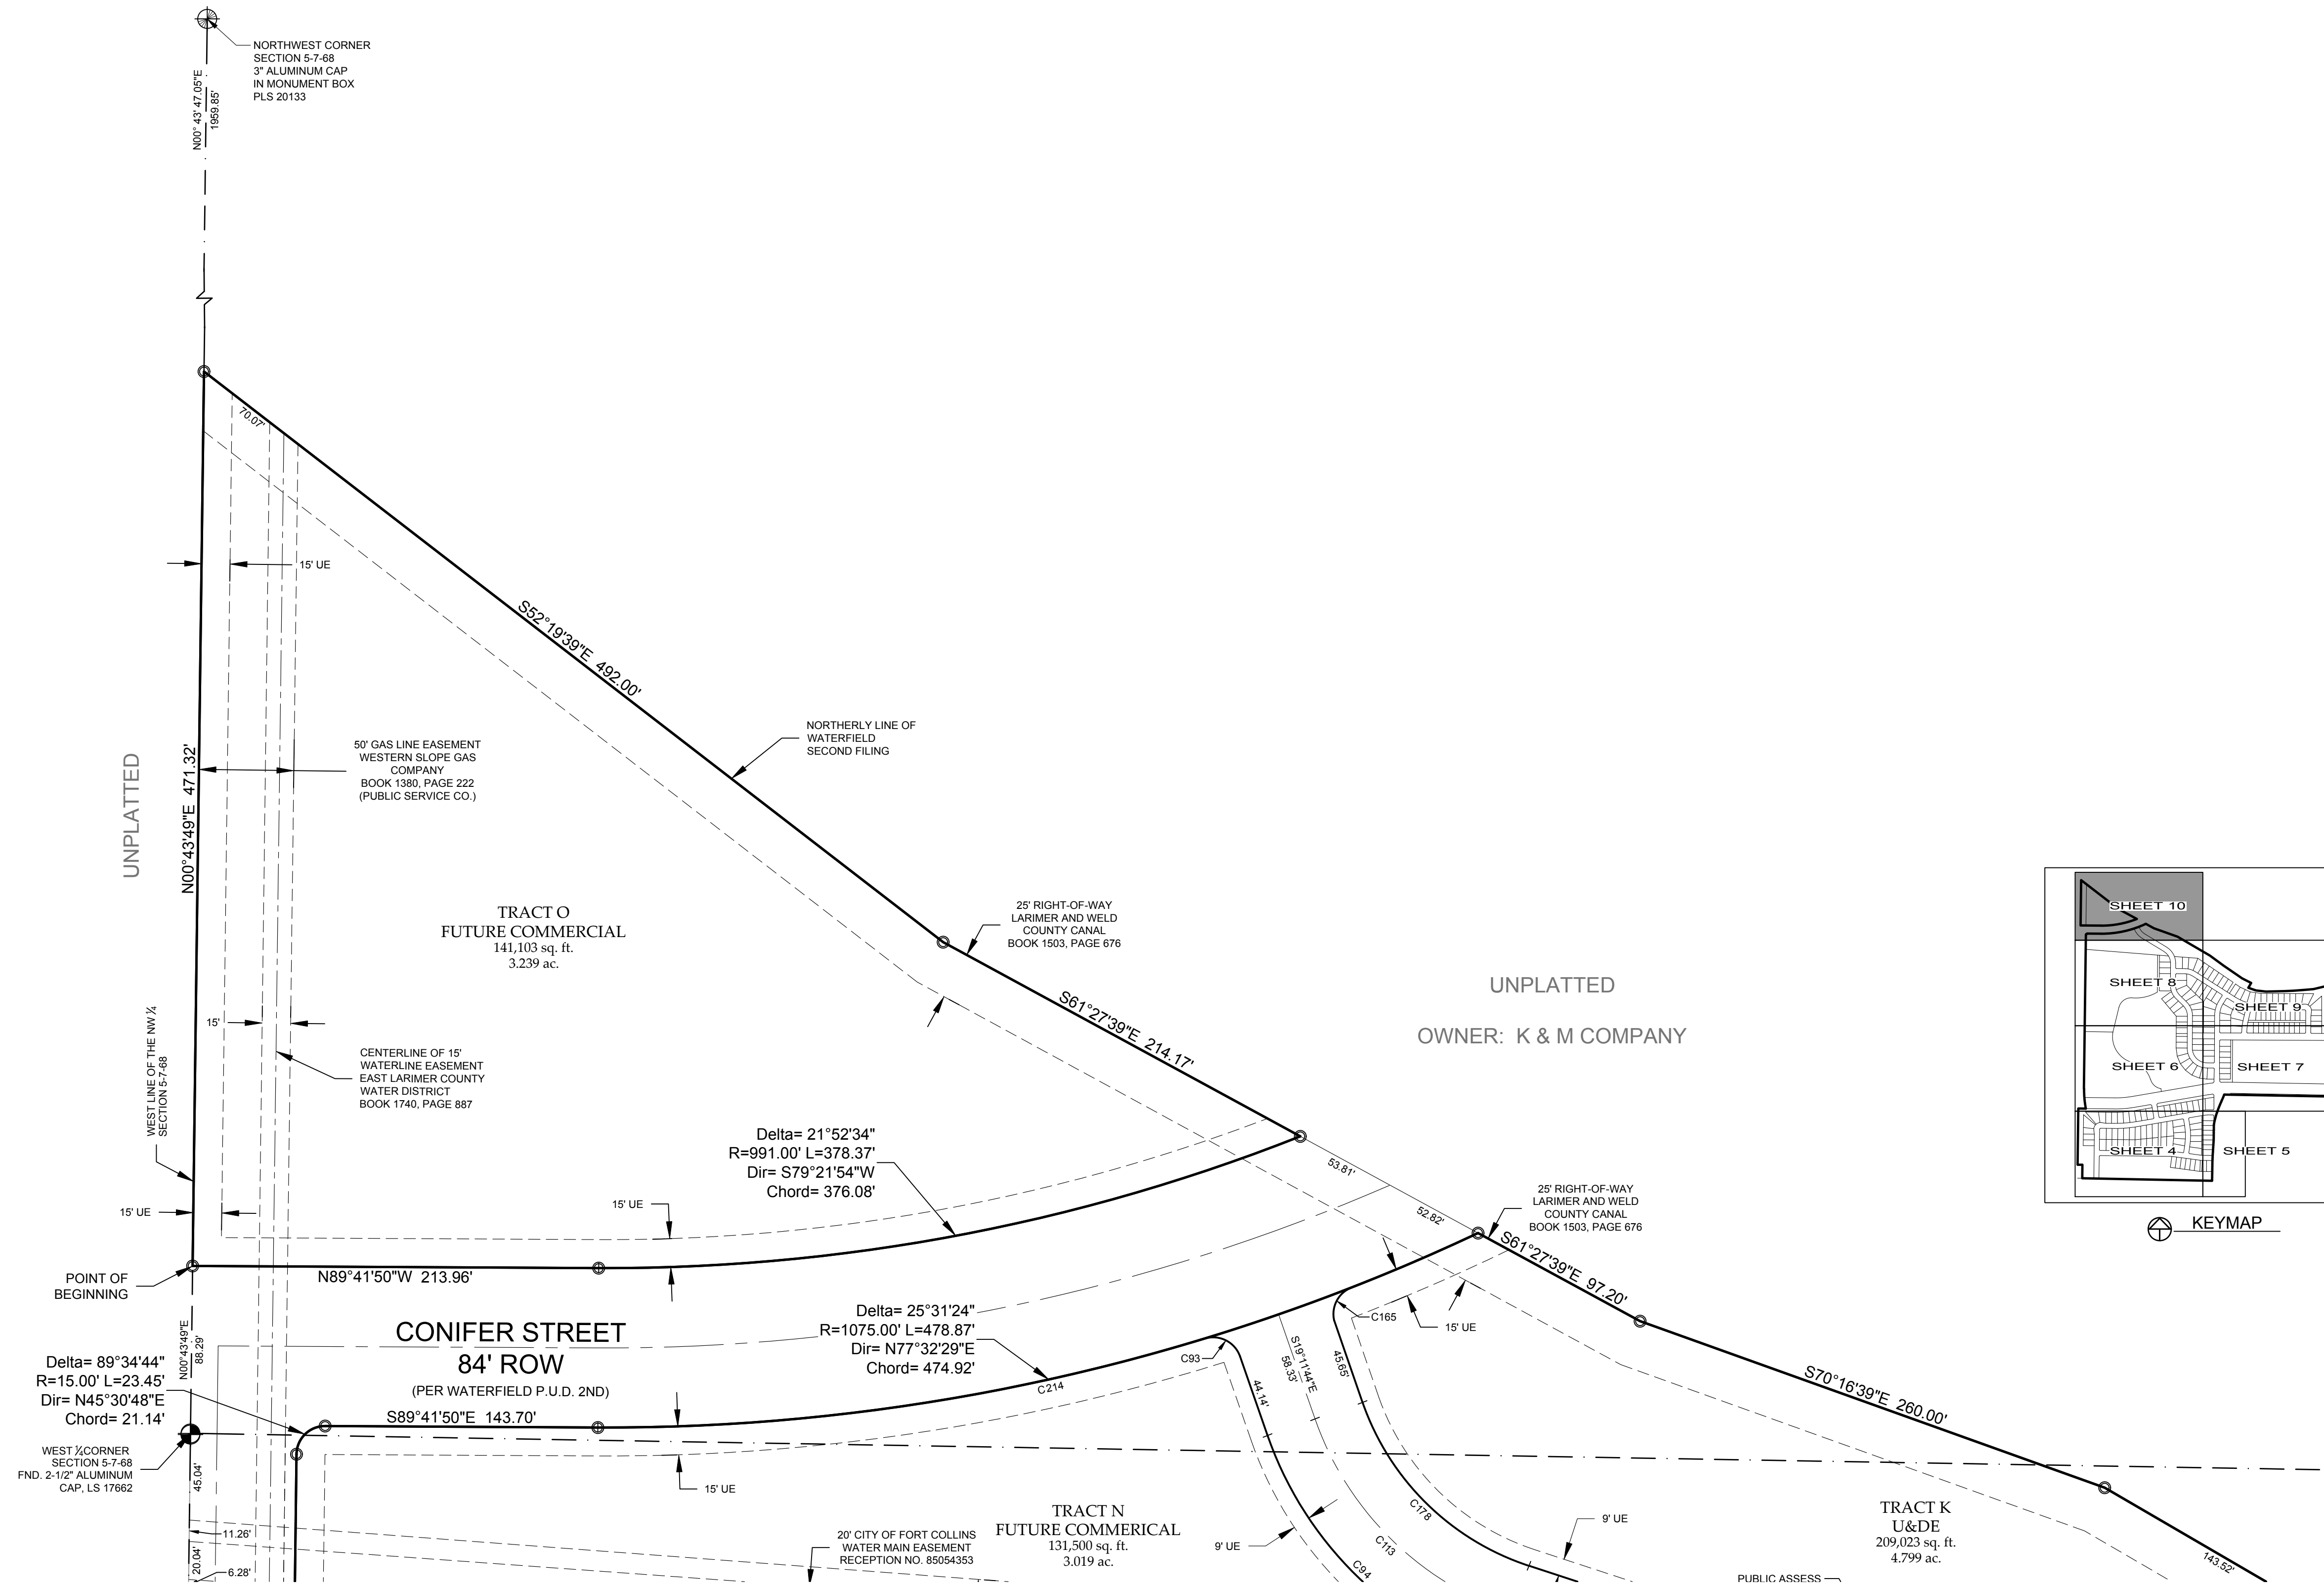 NORTHWEST CORNER
SECTION 5-7-68
3" ALUMINUM CAP
IN MONUMENT BOX
PLS 20133
N00° 43' 47.05"E
1959.85'
70.07'
15' UE
S52°19'39"E 492.00'
NORTHERLY LINE OF
WATERFIELD
SECOND FILING
UNPLATTED
N00°43'49"E 471.32'
50' GAS LINE EASEMENT
WESTERN SLOPE GAS
COMPANY
BOOK 1380, PAGE 222
(PUBLIC SERVICE CO.)
TRACT O
FUTURE COMMERCIAL
141,103 sq. ft.
3.239 ac.
25' RIGHT-OF-WAY
LARIMER AND WELD
COUNTY CANAL
BOOK 1503, PAGE 676
UNPLATTED
OWNER: K & M COMPANY
S61°27'39"E 214.17'
15'
WEST LINE OF THE NW ¼
SECTION 5-7-68
CENTERLINE OF 15'
WATERLINE EASEMENT
EAST LARIMER COUNTY
WATER DISTRICT
BOOK 1740, PAGE 887
Delta= 21°52'34"
R=991.00' L=378.37'
Dir= S79°21'54"W
Chord= 376.08'
53.81'
52.82'
25' RIGHT-OF-WAY
LARIMER AND WELD
COUNTY CANAL
BOOK 1503, PAGE 676
15' UE
15' UE
POINT OF
BEGINNING
N89°41'50"W 213.96'
S61°27'39"E 97.20'
CONIFER STREET
84' ROW
(PER WATERFIELD P.U.D. 2ND)
Delta= 25°31'24"
R=1075.00' L=478.87'
Dir= N77°32'29"E
Chord= 474.92'
C165
15' UE
N00°43'49"E
88.29'
Delta= 89°34'44"
R=15.00' L=23.45'
Dir= N45°30'48"E
Chord= 21.14'
C93
C214
S19°11'44"E
58.33'
45.65'
44.14'
S70°16'39"E 260.00'
S89°41'50"E 143.70'
WEST ¼CORNER
SECTION 5-7-68
FND. 2-1/2" ALUMINUM
CAP, LS 17662
45.04'
15' UE
11.26'
20.04'
6.28'
20' CITY OF FORT COLLINS
WATER MAIN EASEMENT
RECEPTION NO. 85054353
TRACT N
FUTURE COMMERICAL
131,500 sq. ft.
3.019 ac.
9' UE
C94
C113
C178
9' UE
TRACT K
U&DE
209,023 sq. ft.
4.799 ac.
PUBLIC ASSESS
143.52'
SHEET 10
SHEET 8
SHEET 9
SHEET 6
SHEET 7
SHEET 4
SHEET 5
KEYMAP